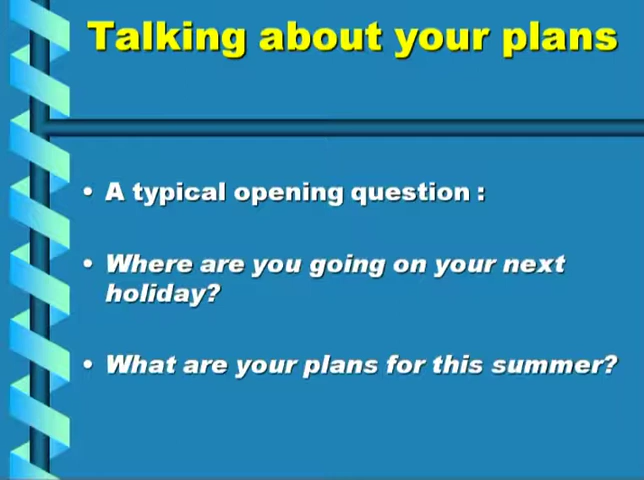 Talking about your plans
• A typical opening question :
• Where are you going on your next
holiday?
• What are your plans for this summer?